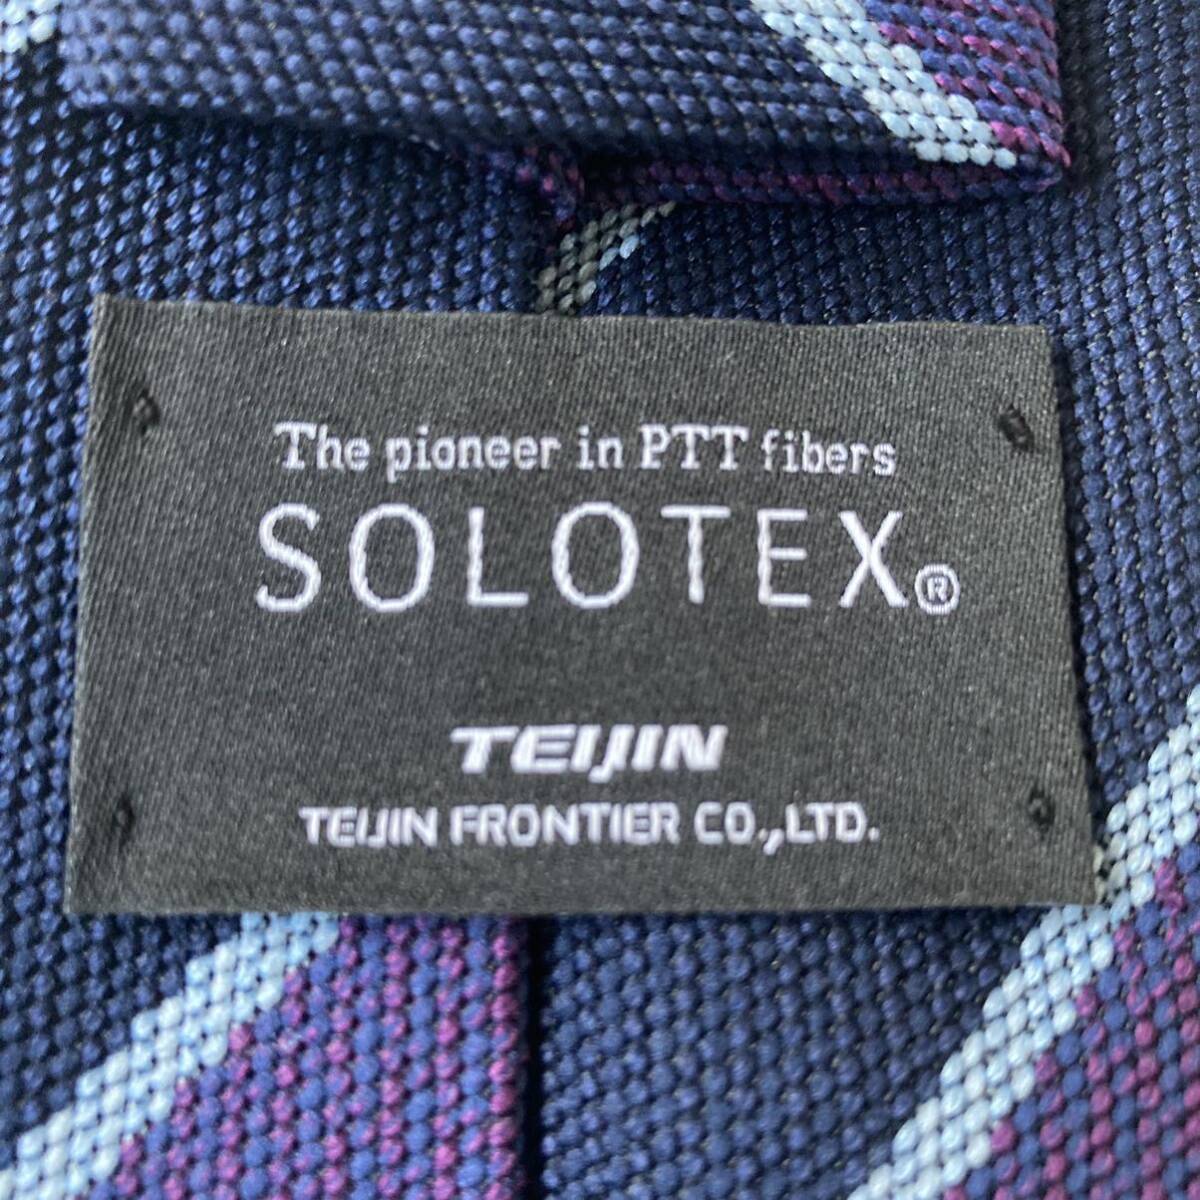 The pioneer in PTT fibers
SOLOTEX®
TEIJIN
TEIJIN FRONTIER CO.,LTD.